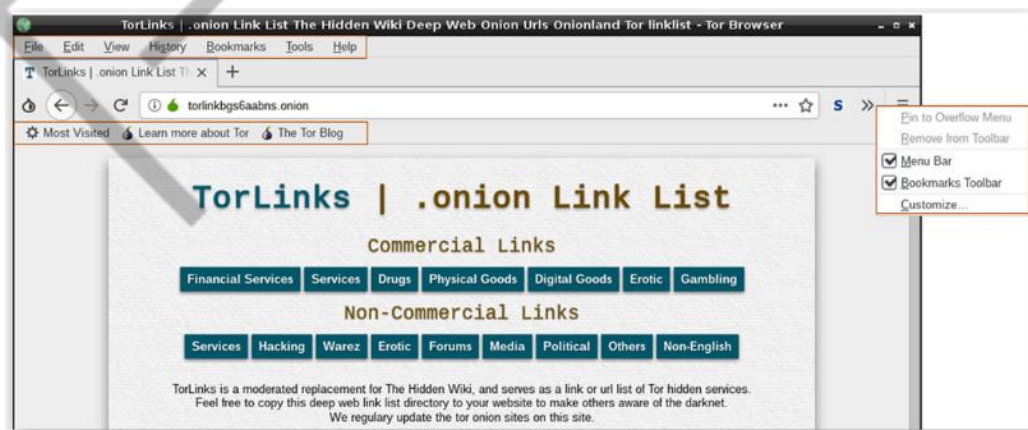 TorLinks | .onion Link List The Hidden Wiki Deep Web Onion Urls Onionland Tor linklist - Tor Browser
File Edit View History Bookmarks Tools Help
TorLinks | .onion Link List Th
torlinkbgs6aabns.onion
S
Most Visited Learn more about Tor The Tor Blog
Pin to Overflow Menu
Remove from Toolbar
Menu Bar
Bookmarks Toolbar
Customize...
TorLinks | .onion Link List
Commercial Links
Financial Services Services Drugs Physical Goods Digital Goods Erotic Gambling
Non-Commercial Links
Services Hacking Warez Erotic Forums Media Political Others Non-English
TorLinks is a moderated replacement for The Hidden Wiki, and serves as a link or url list of Tor hidden services.
Feel free to copy this deep web link list directory to your website to make others aware of the darknet.
We regulary update the tor onion sites on this site.